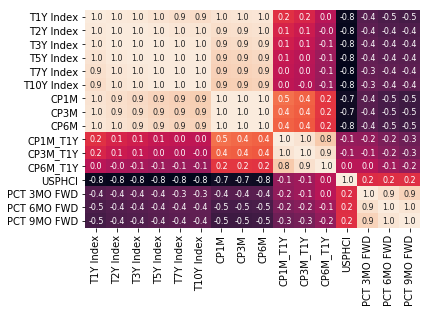 T1Y Index 1.0 1.0 1.0 1.0 0.9 0.9 1.0 1.0 1.0 0.2 0.2 0.0 -0.8 -0.4 -0.5 -0.5
T2Y Index 1.0 1.0 1.0 1.0 1.0 1.0 0.9 0.9 1.0 0.1 0.1 -0.0 -0.8 -0.4 -0.4 -0.4
T3Y Index 1.0 1.0 1.0 1.0 1.0 1.0 0.9 0.9 0.9 0.1 0.1 -0.1 -0.8 -0.4 -0.4 -0.4
T5Y Index 1.0 1.0 1.0 1.0 1.0 1.0 0.9 0.9 0.9 0.0 0.0 -0.1 -0.8 -0.4 -0.4 -0.4
T7Y Index 0.9 1.0 1.0 1.0 1.0 1.0 0.9 0.9 0.9 0.0 0.0 -0.1 -0.8 -0.3 -0.4 -0.4
T10Y Index 0.9 1.0 1.0 1.0 1.0 1.0 0.9 0.9 0.9 0.0 0.0 -0.1 -0.8 -0.3 -0.4 -0.4
CP1M 1.0 0.9 0.9 0.9 0.9 0.9 1.0 1.0 1.0 0.5 0.4 0.2 -0.7 -0.4 -0.5 -0.5
CP3M 1.0 0.9 0.9 0.9 0.9 0.9 1.0 1.0 1.0 0.4 0.4 0.2 -0.7 -0.4 -0.5 -0.5
CP6M 1.0 1.0 0.9 0.9 0.9 0.9 1.0 1.0 1.0 0.4 0.4 0.2 -0.8 -0.4 -0.5 -0.5
CP1M_T1Y 0.2 0.1 0.1 0.0 0.0 0.0 0.5 0.4 0.4 1.0 1.0 0.8 -0.1 -0.2 -0.2 -0.3
CP3M_T1Y 0.2 0.1 0.1 0.0 0.0 0.0 0.4 0.4 0.4 1.0 1.0 0.9 -0.1 -0.1 -0.2 -0.3
CP6M_T1Y 0.0 -0.0 -0.1 -0.1 -0.1 -0.1 0.2 0.2 0.2 0.8 0.9 1.0 0.0 0.0 -0.1 -0.2
USPHCI -0.8 -0.8 -0.8 -0.8 -0.8 -0.8 -0.7 -0.7 -0.8 -0.1 -0.1 0.0 1.0 0.2 0.2 0.2
PCT 3MO FWD -0.4 -0.4 -0.4 -0.4 -0.3 -0.3 -0.4 -0.4 -0.4 -0.2 -0.1 0.0 0.2 1.0 0.9 0.9
PCT 6MO FWD -0.5 -0.4 -0.4 -0.4 -0.4 -0.4 -0.5 -0.5 -0.5 -0.2 -0.2 -0.1 0.2 0.9 1.0 1.0
PCT 9MO FWD -0.5 -0.4 -0.4 -0.4 -0.4 -0.4 -0.5 -0.5 -0.5 -0.3 -0.3 -0.2 0.2 0.9 1.0 1.0
T1Y Index
T2Y Index
T3Y Index
T5Y Index
T7Y Index
T10Y Index
CP1M
CP3M
CP6M
CP1M_T1Y
CP3M_T1Y
CP6M_T1Y
USPHCI
PCT 3MO FWD
PCT 6MO FWD
PCT 9MO FWD